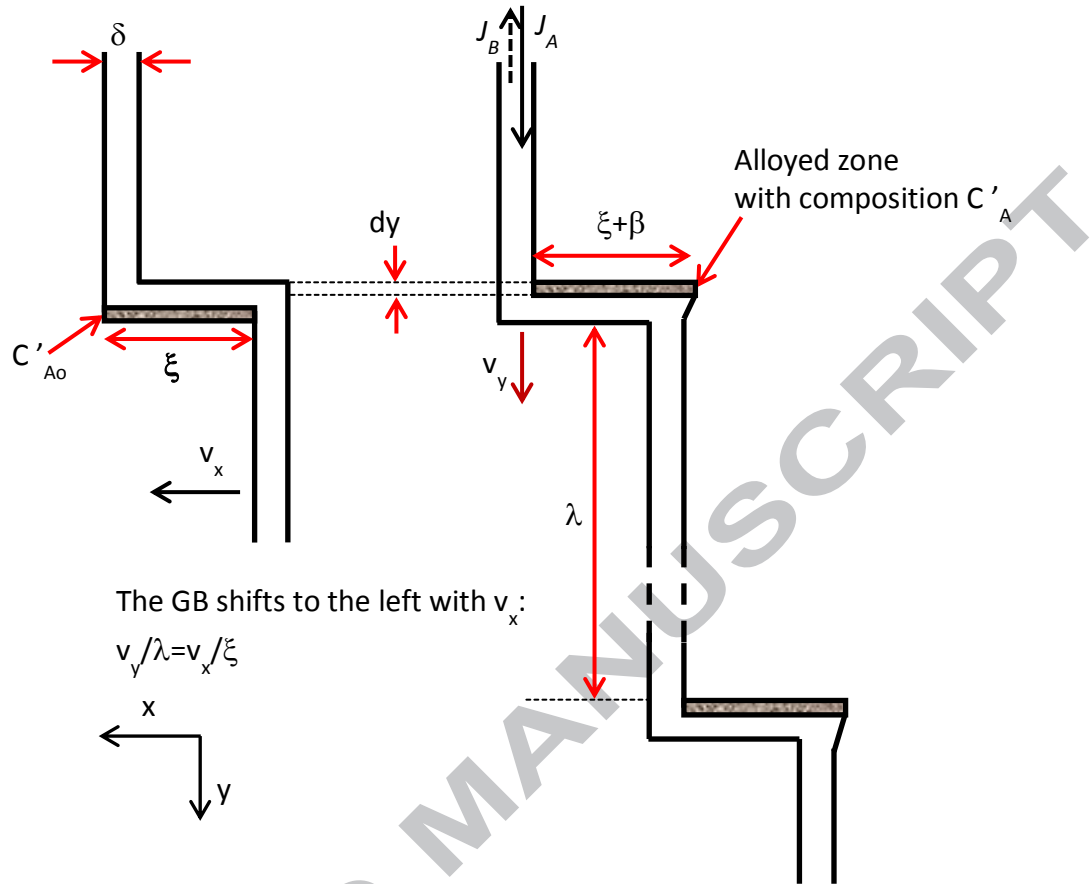 δ
J_B J_A
Alloyed zone
with composition C'_A
dy
ξ+β
C'_Ao
ξ
v_y
v_x
λ
The GB shifts to the left with v_x:
v_y/λ=v_x/ξ
x
y
MANUSCRIPT